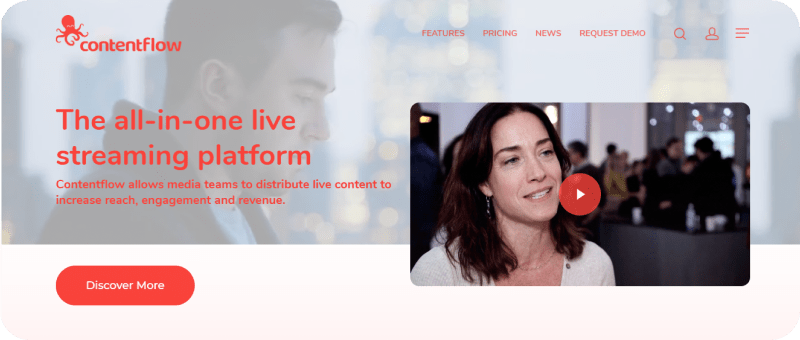 contentflow
FEATURES PRICING NEWS REQUEST DEMO
The all-in-one live
streaming platform
Contentflow allows media teams to distribute live content to
increase reach, engagement and revenue.
Discover More